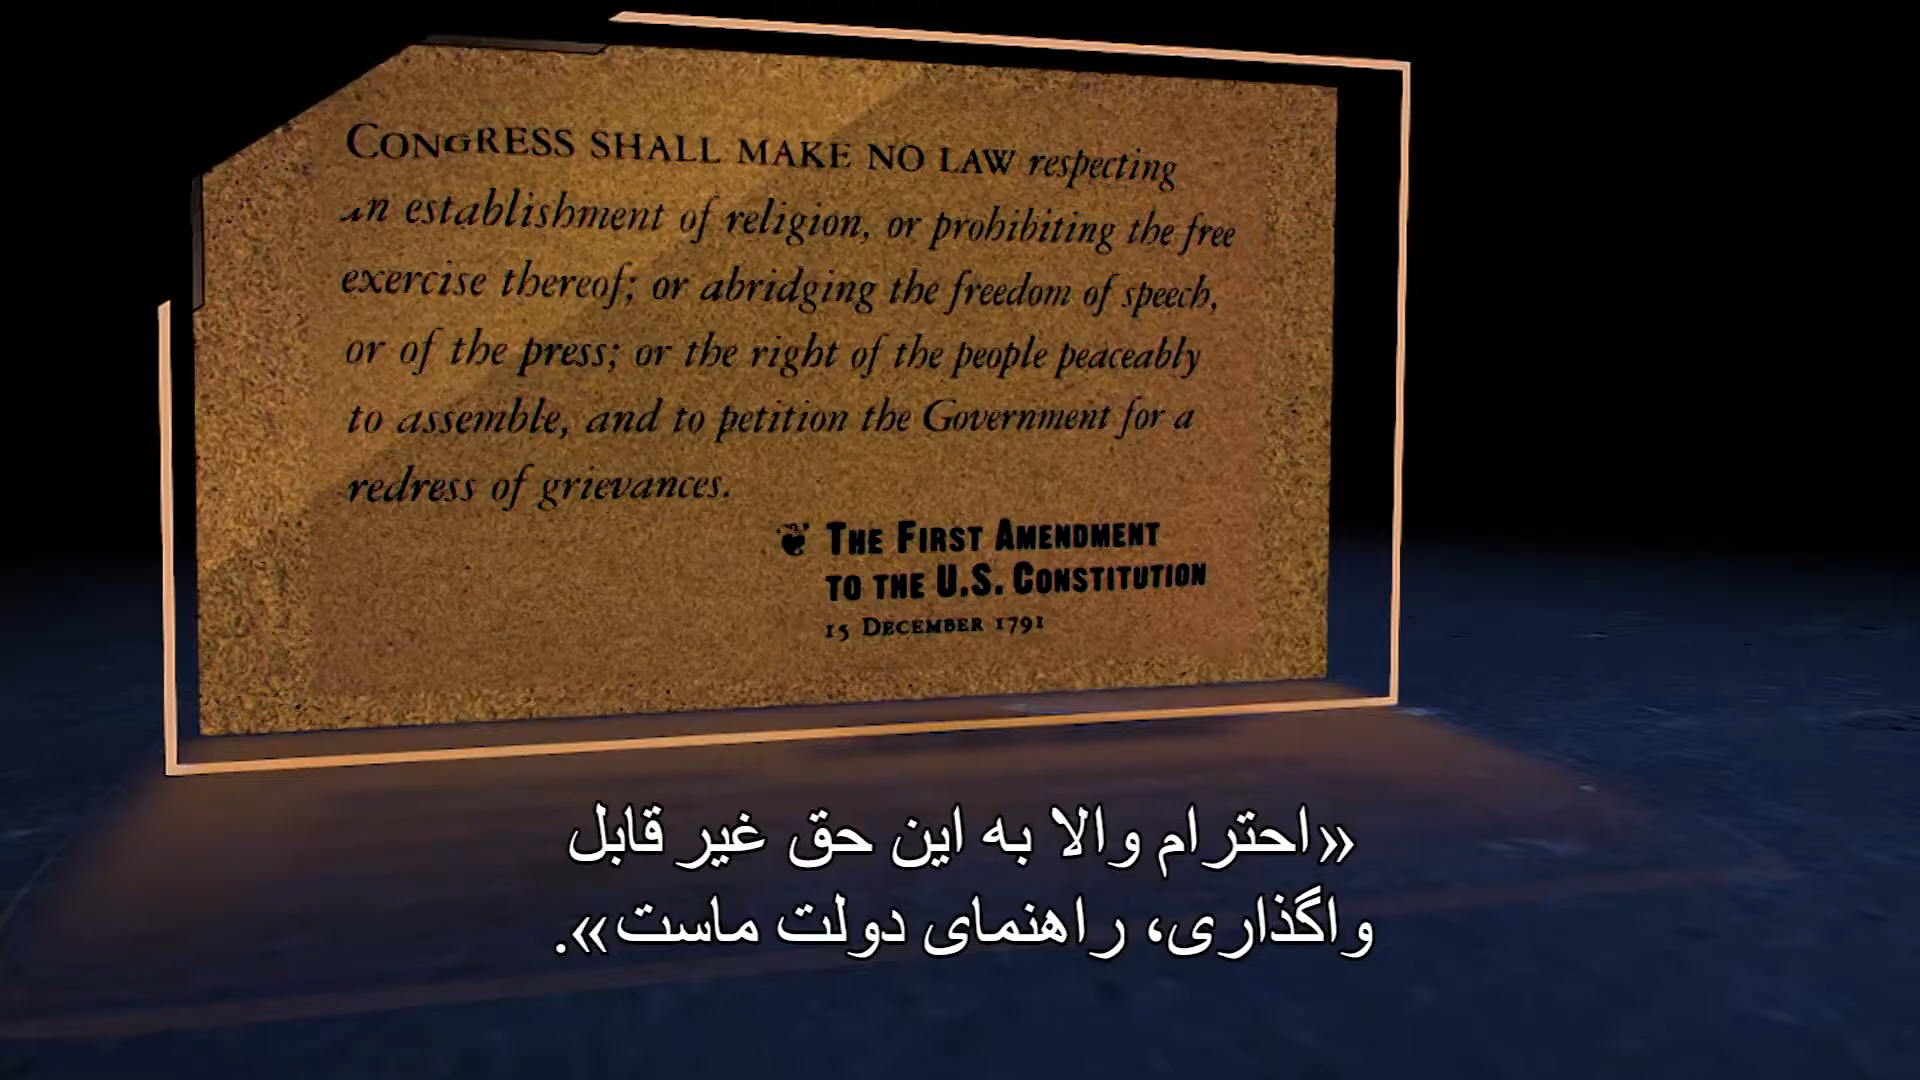 CONGRESS SHALL MAKE NO LAW respecting
an establishment of religion, or prohibiting the free
exercise thereof; or abridging the freedom of speech,
or of the press; or the right of the people peaceably
to assemble, and to petition the Government for a
redress of grievances.
THE FIRST AMENDMENT
TO THE U.S. CONSTITUTION
15 DECEMBER 1791
«احترام والا به این حق غیر قابل
واگذاری، راهنمای دولت ماست».